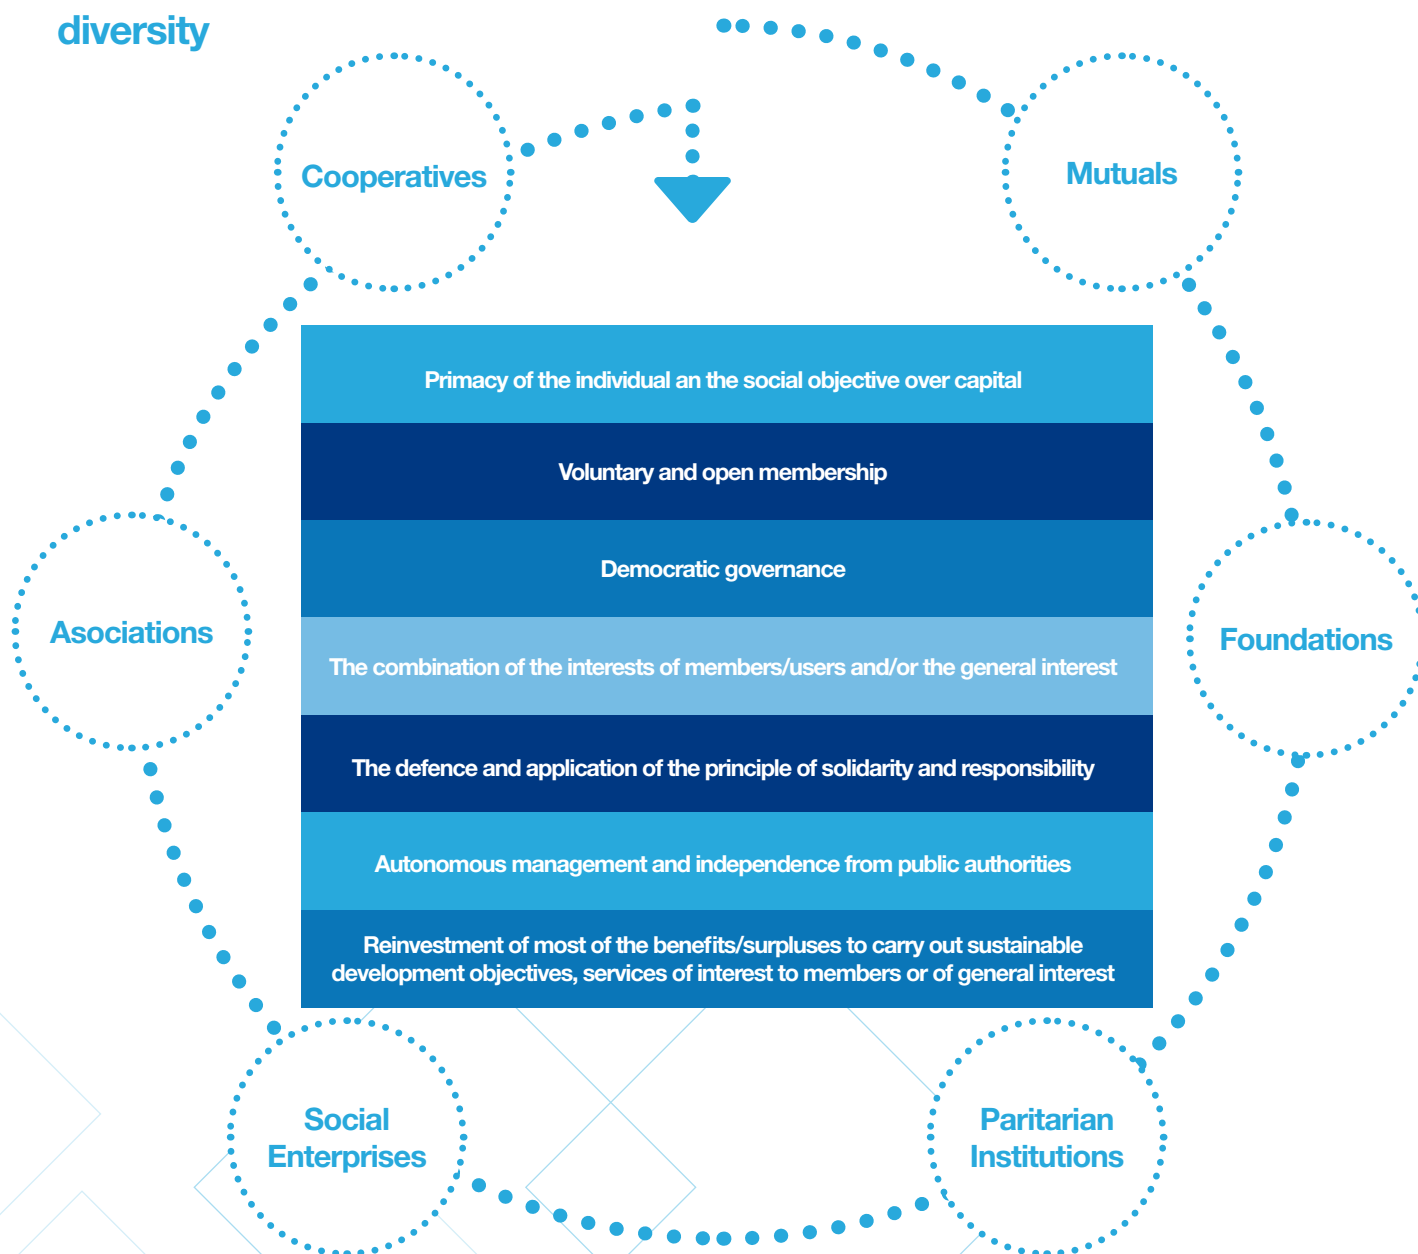 diversity
Cooperatives
Mutuals
Primacy of the individual an the social objective over capital
Voluntary and open membership
Democratic governance
Asociations
Foundations
The combination of the interests of members/users and/or the general interest
The defence and application of the principle of solidarity and responsibility
Autonomous management and independence from public authorities
Reinvestment of most of the benefits/surpluses to carry out sustainable
development objectives, services of interest to members or of general interest
Social
Enterprises
Paritarian
Institutions